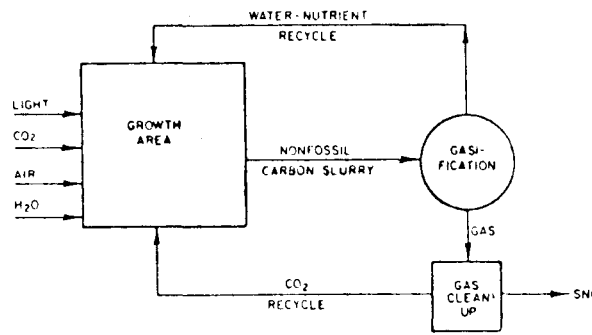 WATER-NUTRIENT
RECYCLE
LIGHT
CO2
AIR
H2O
GROWTH
AREA
NONFOSSIL
CARBON SLURRY
GASI-
FICATION
GAS
CO2
RECYCLE
GAS
CLEAN
UP